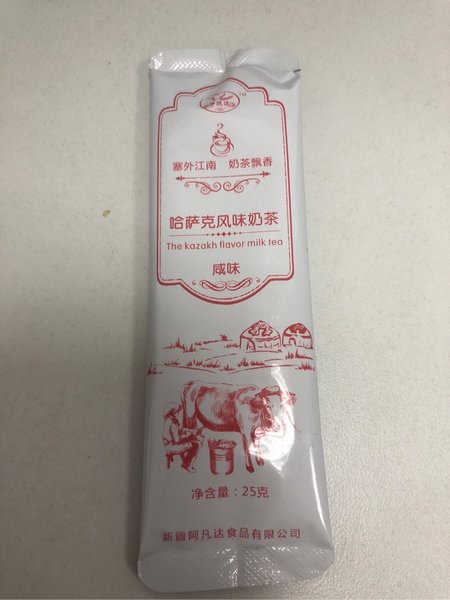 塞外江南 奶茶飘香
哈萨克风味奶茶
The kazakh flavor milk tea
咸味
净含量：25克
新疆阿凡达食品有限公司